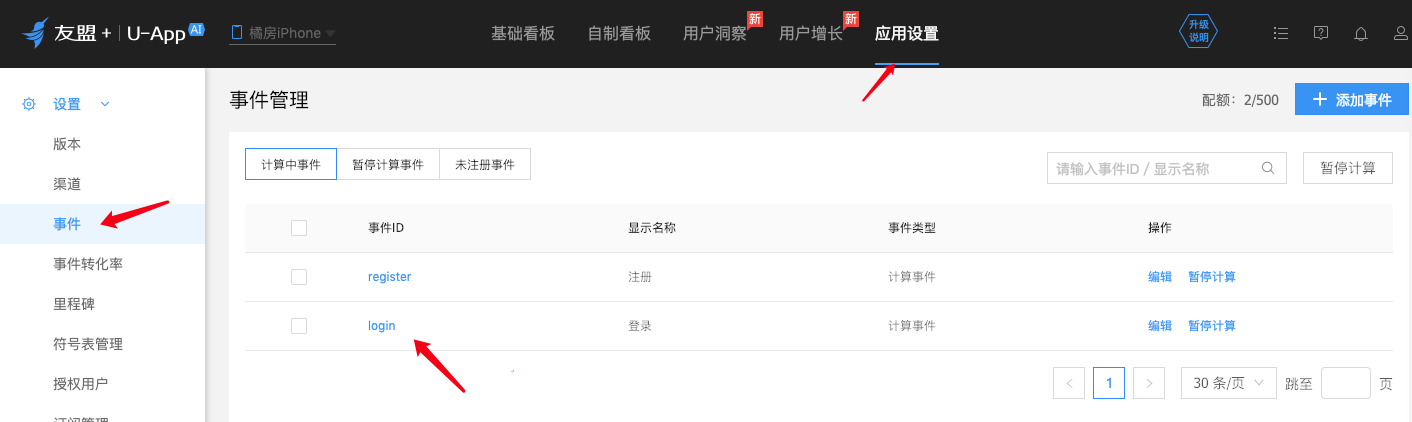 友盟+ U-App AI 橘房iPhone 基础看板 自制看板 用户洞察 新 用户增长 新 应用设置 升级说明
设置
事件管理
配额：2/500
添加事件
版本
渠道
事件
事件转化率
里程碑
符号表管理
授权用户
计算中事件 暂停计算事件 未注册事件
请输入事件ID / 显示名称
暂停计算
事件ID 显示名称 事件类型 操作
register 注册 计算事件 编辑 暂停计算
login 登录 计算事件 编辑 暂停计算
< 1 > 30 条/页 跳至 页